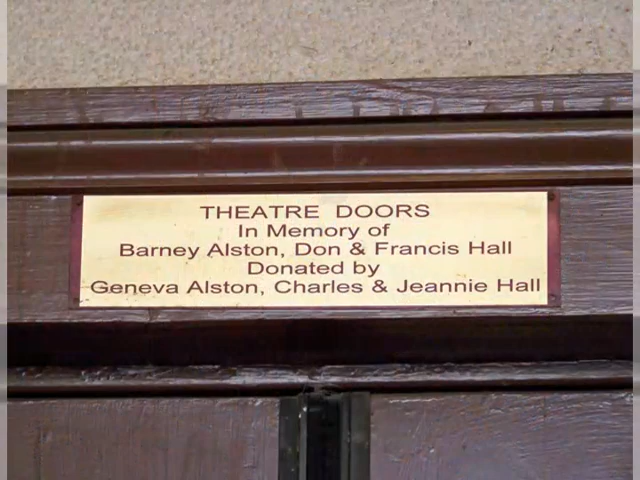 THEATRE DOORS
In Memory of
Barney Alston, Don & Francis Hall
Donated by
Geneva Alston, Charles & Jeannie Hall